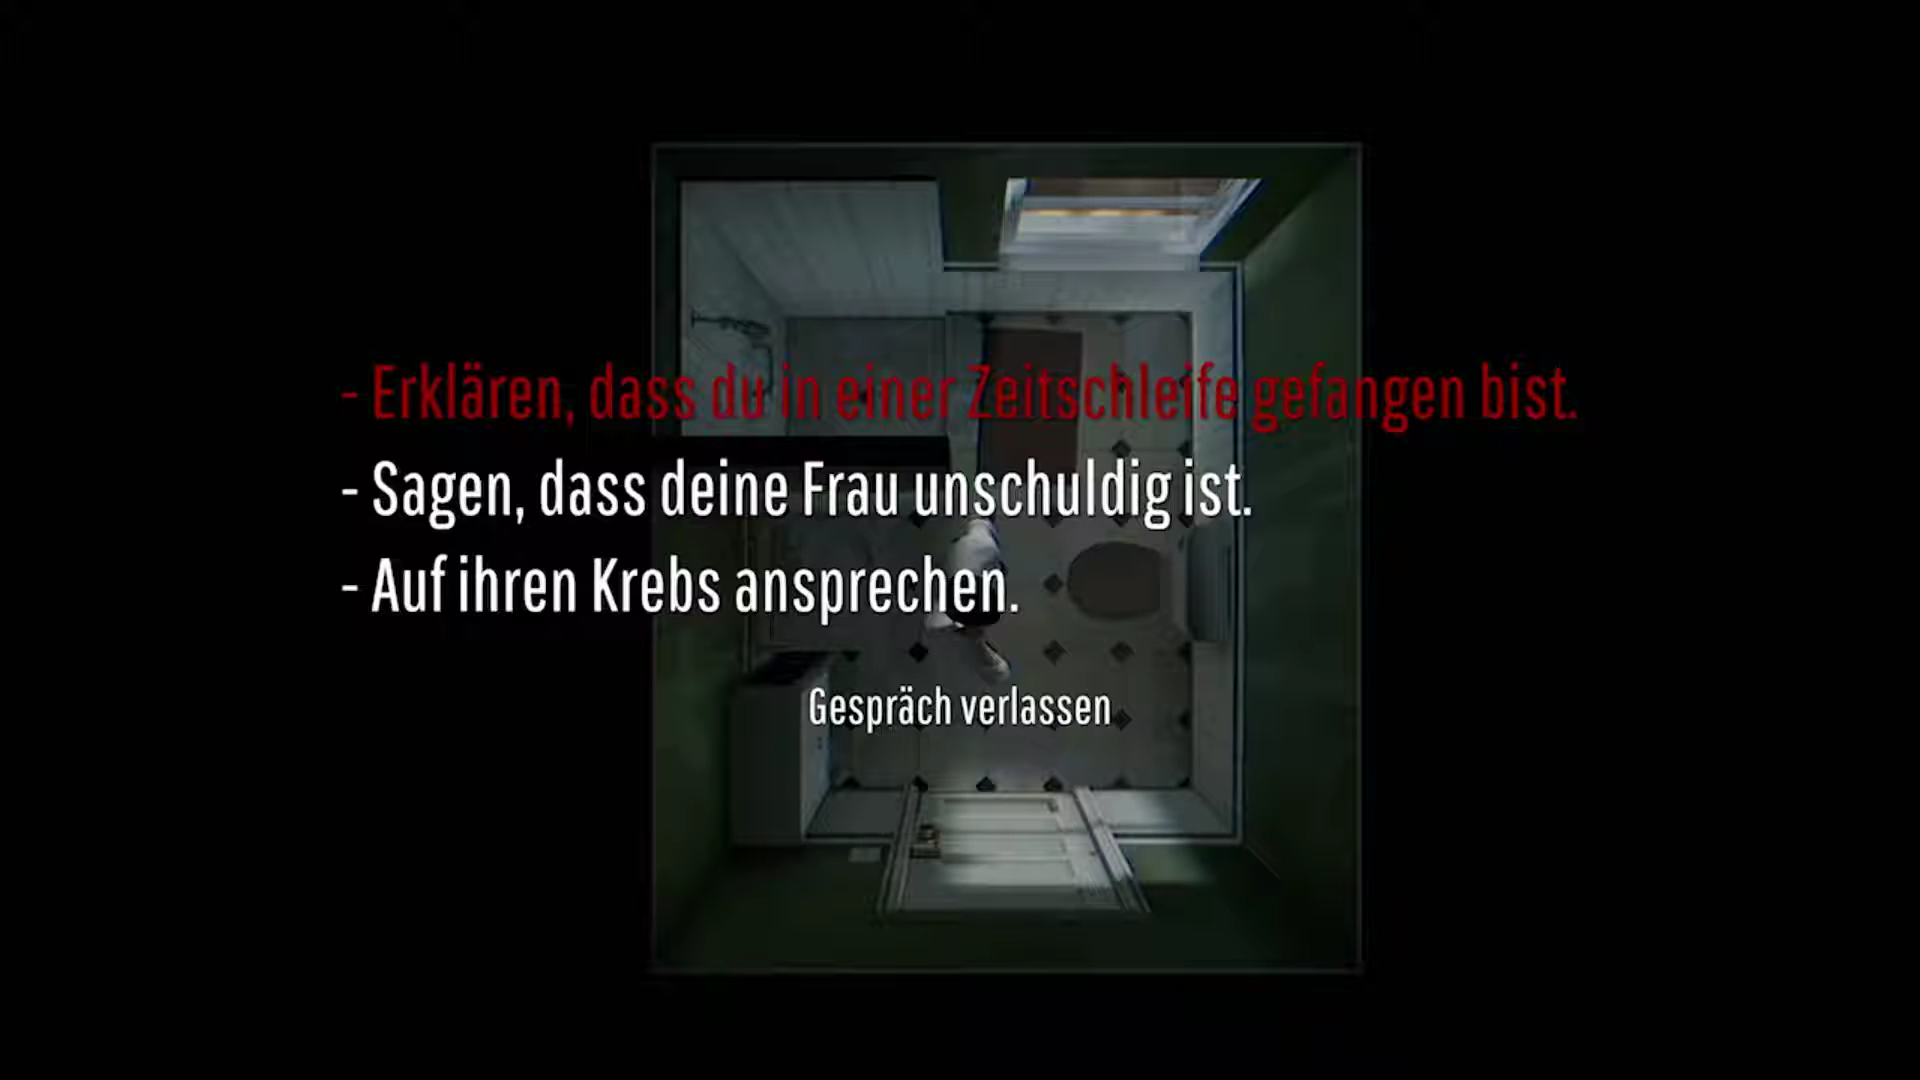 - Erklären, dass du in einer Zeitschleife gefangen bist.
- Sagen, dass deine Frau unschuldig ist.
- Auf ihren Krebs ansprechen.
Gespräch verlassen